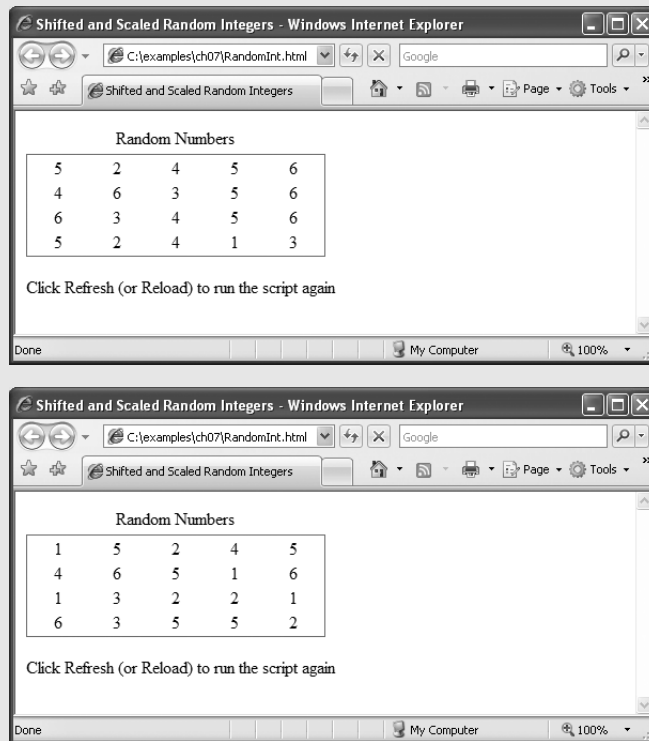 Shifted and Scaled Random Integers - Windows Internet Explorer
C:\examples\ch07\RandomInt.html Google
Shifted and Scaled Random Integers Page Tools »
Random Numbers
5 2 4 5 6
4 6 3 5 6
6 3 4 5 6
5 2 4 1 3
Click Refresh (or Reload) to run the script again
Done My Computer 100%
Shifted and Scaled Random Integers - Windows Internet Explorer
C:\examples\ch07\RandomInt.html Google
Shifted and Scaled Random Integers Page Tools »
Random Numbers
1 5 2 4 5
4 6 5 1 6
1 3 2 2 1
6 3 5 5 2
Click Refresh (or Reload) to run the script again
Done My Computer 100%